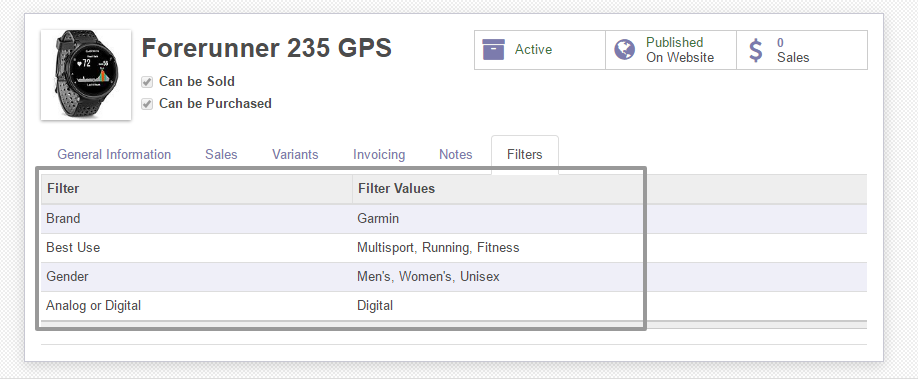 Forerunner 235 GPS
Can be Sold
Can be Purchased
Active
Published
On Website
0
Sales
General Information Sales Variants Invoicing Notes Filters
Filter Filter Values
Brand Garmin
Best Use Multisport, Running, Fitness
Gender Men's, Women's, Unisex
Analog or Digital Digital
72